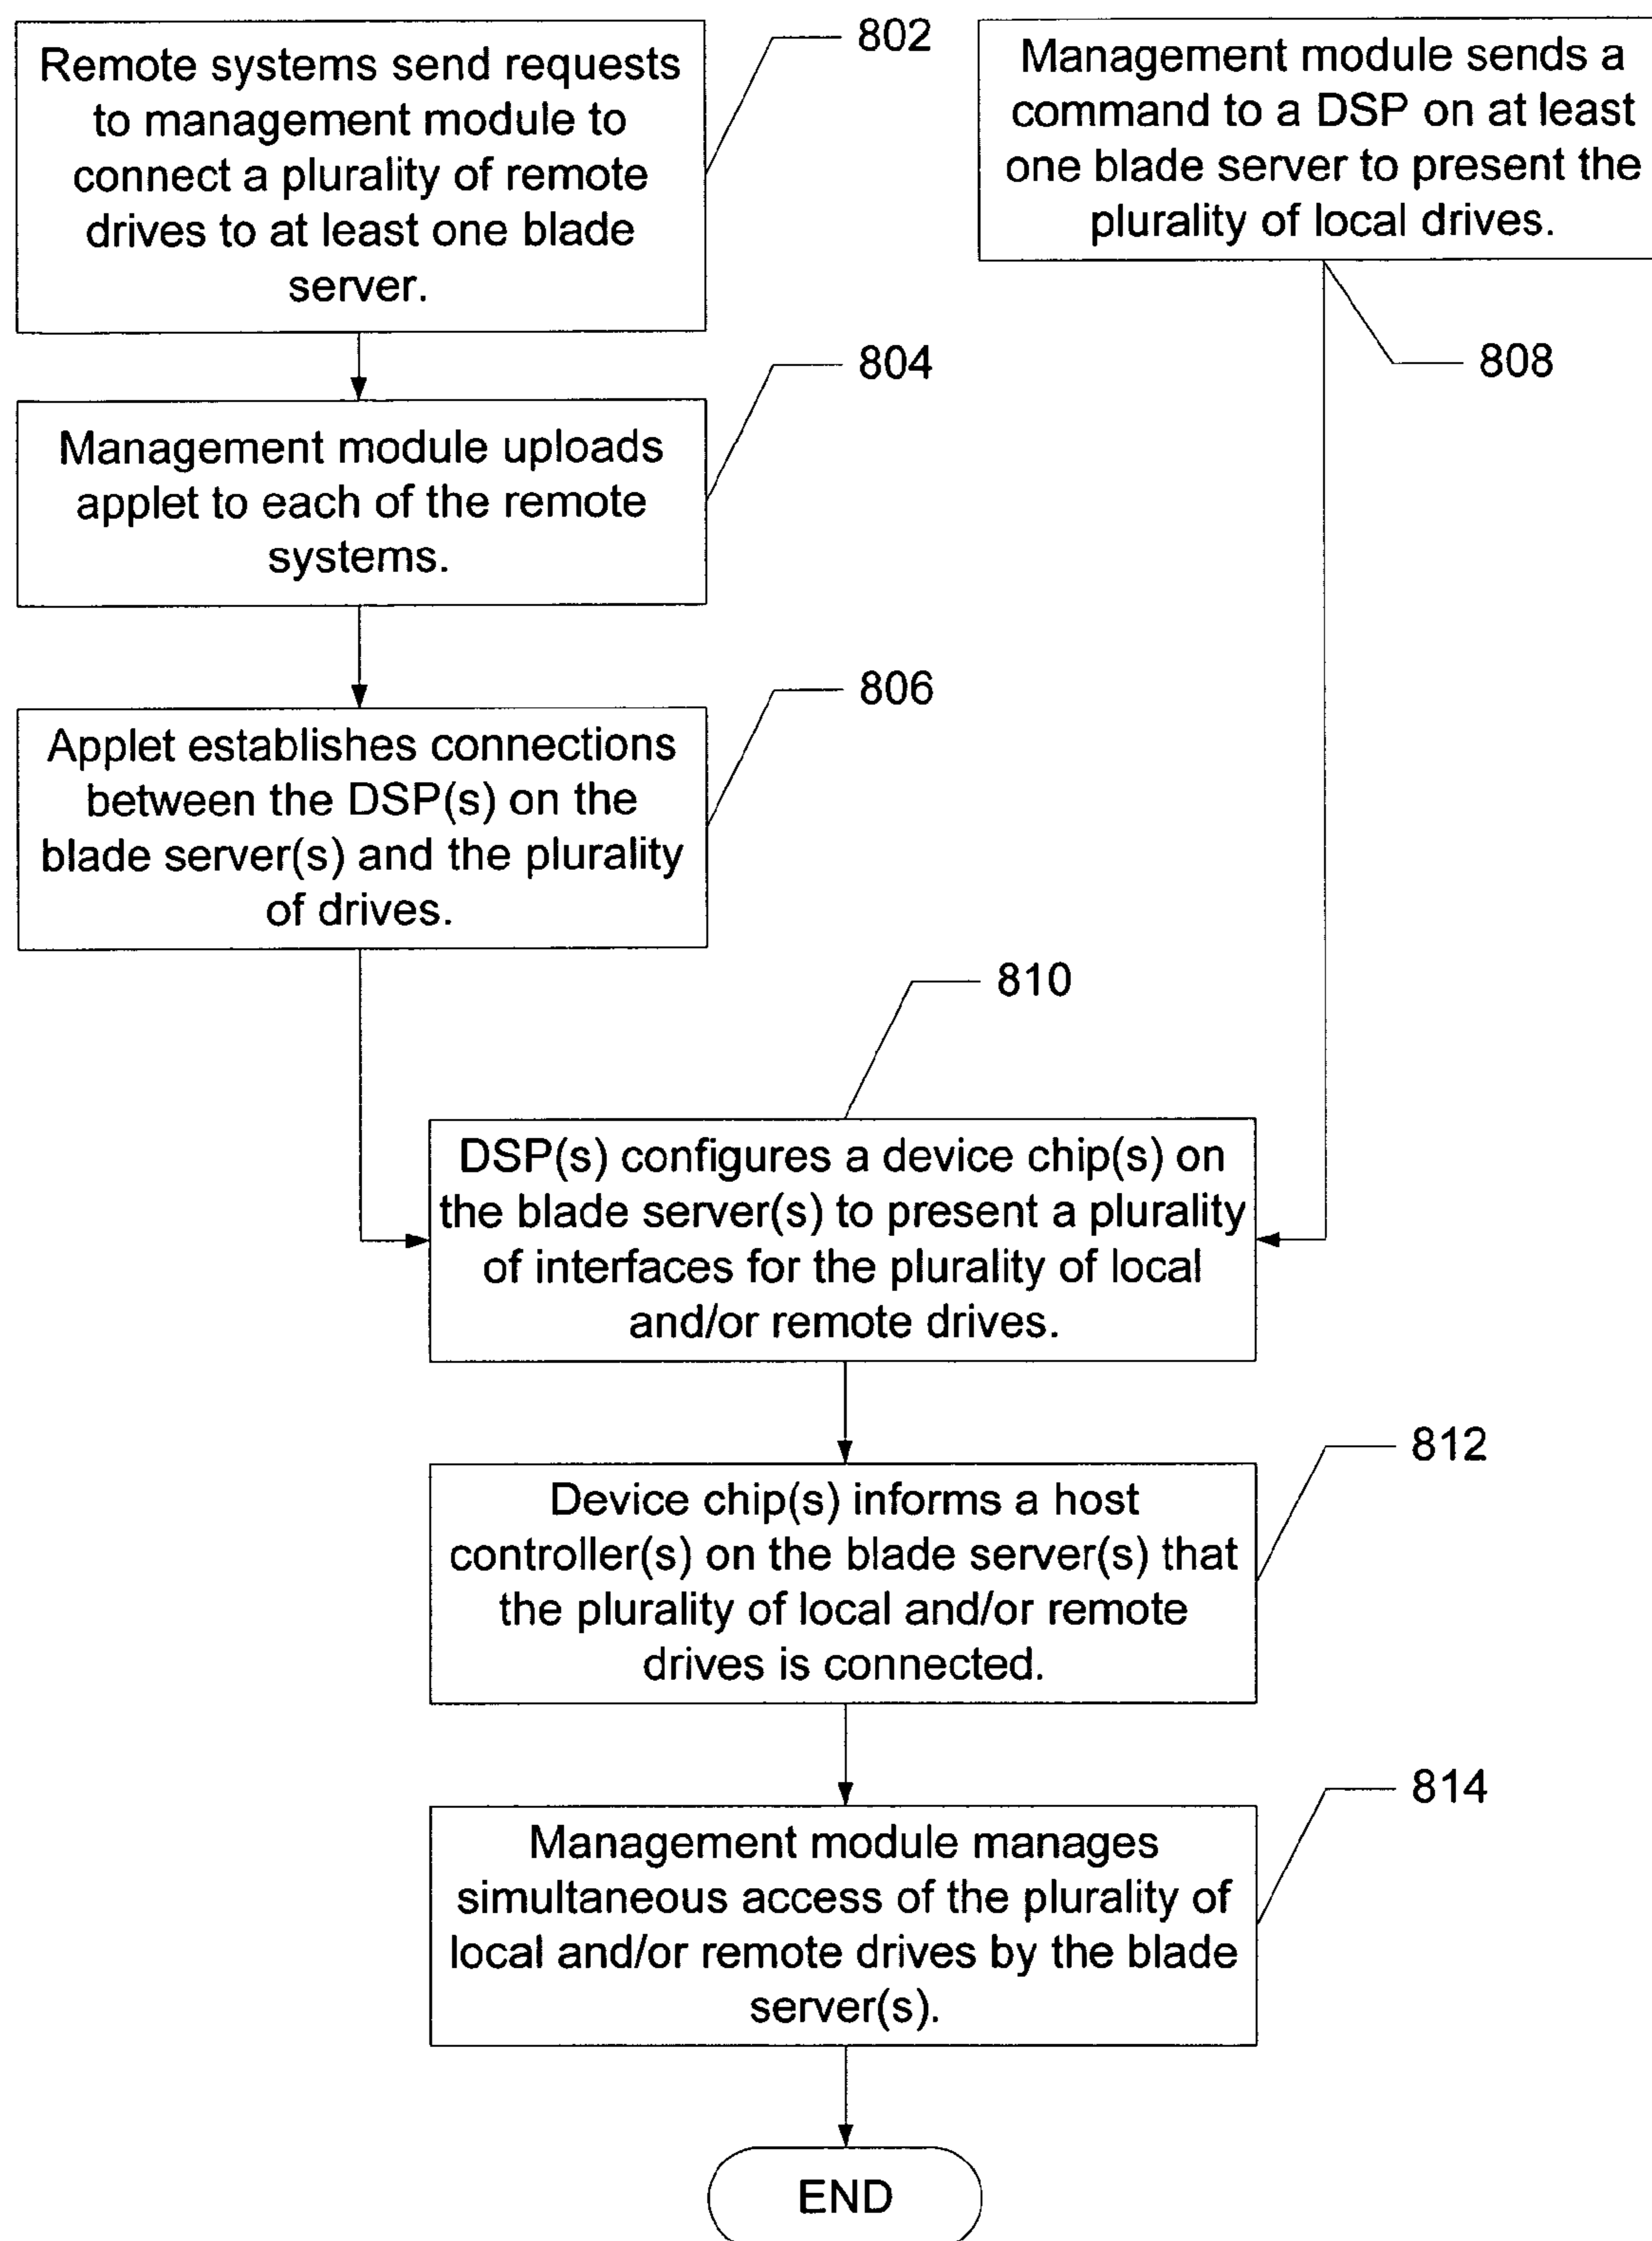 Remote systems send requests
to management module to
connect a plurality of remote
drives to at least one blade
server.
802
Management module sends a
command to a DSP on at least
one blade server to present the
plurality of local drives.
808
Management module uploads
applet to each of the remote
systems.
804
Applet establishes connections
between the DSP(s) on the
blade server(s) and the plurality
of drives.
806
810
DSP(s) configures a device chip(s) on
the blade server(s) to present a plurality
of interfaces for the plurality of local
and/or remote drives.
812
Device chip(s) informs a host
controller(s) on the blade server(s) that
the plurality of local and/or remote
drives is connected.
814
Management module manages
simultaneous access of the plurality of
local and/or remote drives by the blade
server(s).
END